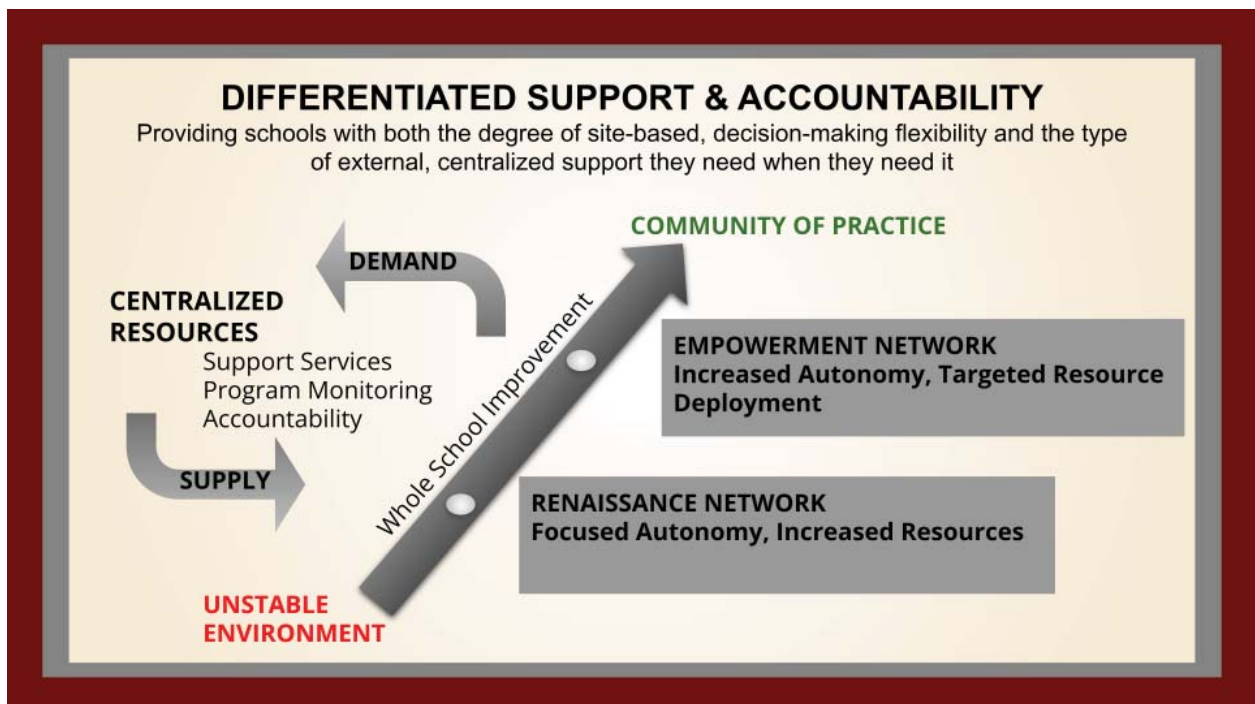 DIFFERENTIATED SUPPORT & ACCOUNTABILITY
Providing schools with both the degree of site-based, decision-making flexibility and the type
of external, centralized support they need when they need it
COMMUNITY OF PRACTICE
DEMAND
CENTRALIZED
RESOURCES
Support Services
Program Monitoring
Accountability
SUPPLY
Whole School Improvement
EMPOWERMENT NETWORK
Increased Autonomy, Targeted Resource
Deployment
RENAISSANCE NETWORK
Focused Autonomy, Increased Resources
UNSTABLE
ENVIRONMENT